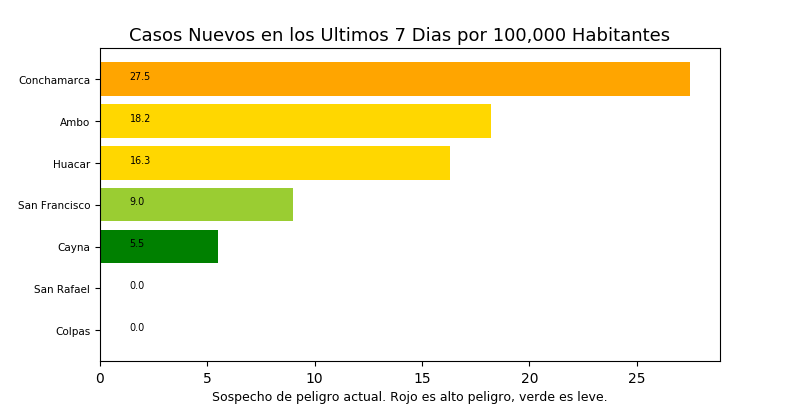 Casos Nuevos en los Ultimos 7 Dias por 100,000 Habitantes
Conchamarca 27.5
Ambo 18.2
Huacar 16.3
San Francisco 9.0
Cayna 5.5
San Rafael 0.0
Colpas 0.0
0 5 10 15 20 25
Sospecho de peligro actual. Rojo es alto peligro, verde es leve.